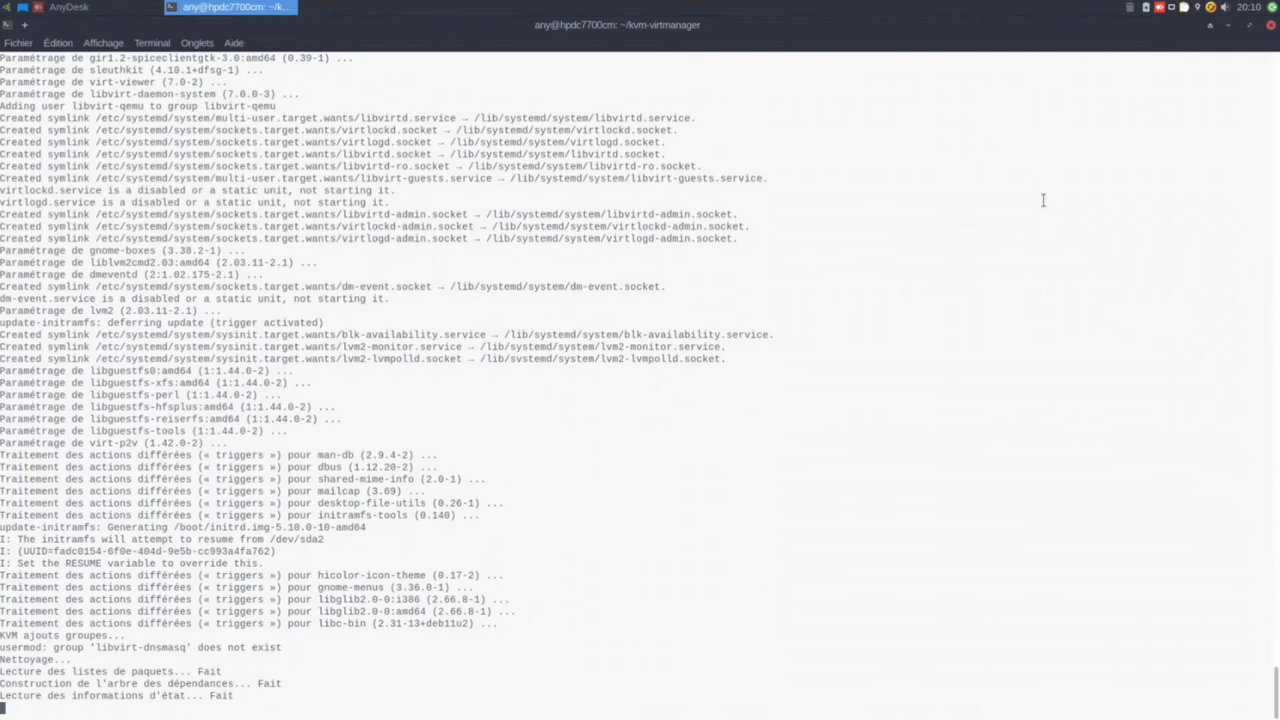 AnyDesk
any@hpdc7700cm: ~/k...
20:10
any@hpdc7700cm: ~/kvm-virtmanager
Fichier Édition Affichage Terminal Onglets Aide
Paramétrage de gir1.2-spiceclientgtk-3.0:amd64 (0.39-1) ...
Paramétrage de sleuthkit (4.10.1+dfsg-1) ...
Paramétrage de virt-viewer (7.0-2) ...
Paramétrage de libvirt-daemon-system (7.0.0-3) ...
Adding user libvirt-qemu to group libvirt-qemu
Created symlink /etc/systemd/system/multi-user.target.wants/libvirtd.service → /lib/systemd/system/libvirtd.service.
Created symlink /etc/systemd/system/sockets.target.wants/virtlockd.socket → /lib/systemd/system/virtlockd.socket.
Created symlink /etc/systemd/system/sockets.target.wants/virtlogd.socket → /lib/systemd/system/virtlogd.socket.
Created symlink /etc/systemd/system/sockets.target.wants/libvirtd.socket → /lib/systemd/system/libvirtd.socket.
Created symlink /etc/systemd/system/sockets.target.wants/libvirtd-ro.socket → /lib/systemd/system/libvirtd-ro.socket.
Created symlink /etc/systemd/system/multi-user.target.wants/libvirt-guests.service → /lib/systemd/system/libvirt-guests.service.
virtlockd.service is a disabled or a static unit, not starting it.
virtlogd.service is a disabled or a static unit, not starting it.
Created symlink /etc/systemd/system/sockets.target.wants/libvirtd-admin.socket → /lib/systemd/system/libvirtd-admin.socket.
Created symlink /etc/systemd/system/sockets.target.wants/virtlockd-admin.socket → /lib/systemd/system/virtlockd-admin.socket.
Created symlink /etc/systemd/system/sockets.target.wants/virtlogd-admin.socket → /lib/systemd/system/virtlogd-admin.socket.
Paramétrage de gnome-boxes (3.38.2-1) ...
Paramétrage de liblvm2cmd2.03:amd64 (2.03.11-2.1) ...
Paramétrage de dmeventd (2:1.02.175-2.1) ...
Created symlink /etc/systemd/system/sockets.target.wants/dm-event.socket → /lib/systemd/system/dm-event.socket.
dm-event.service is a disabled or a static unit, not starting it.
Paramétrage de lvm2 (2.03.11-2.1) ...
update-initramfs: deferring update (trigger activated)
Created symlink /etc/systemd/system/sysinit.target.wants/blk-availability.service → /lib/systemd/system/blk-availability.service.
Created symlink /etc/systemd/system/sysinit.target.wants/lvm2-monitor.service → /lib/systemd/system/lvm2-monitor.service.
Created symlink /etc/systemd/system/sysinit.target.wants/lvm2-lvmpolld.socket → /lib/systemd/system/lvm2-lvmpolld.socket.
Paramétrage de libguestfs0:amd64 (1:1.44.0-2) ...
Paramétrage de libguestfs-xfs:amd64 (1:1.44.0-2) ...
Paramétrage de libguestfs-perl (1:1.44.0-2) ...
Paramétrage de libguestfs-hfsplus:amd64 (1:1.44.0-2) ...
Paramétrage de libguestfs-reiserfs:amd64 (1:1.44.0-2) ...
Paramétrage de libguestfs-tools (1:1.44.0-2) ...
Paramétrage de virt-p2v (1.42.0-2) ...
Traitement des actions différées (« triggers ») pour man-db (2.9.4-2) ...
Traitement des actions différées (« triggers ») pour dbus (1.12.20-2) ...
Traitement des actions différées (« triggers ») pour shared-mime-info (2.0-1) ...
Traitement des actions différées (« triggers ») pour mailcap (3.69) ...
Traitement des actions différées (« triggers ») pour desktop-file-utils (0.26-1) ...
Traitement des actions différées (« triggers ») pour initramfs-tools (0.140) ...
update-initramfs: Generating /boot/initrd.img-5.10.0-10-amd64
I: The initramfs will attempt to resume from /dev/sda2
I: (UUID=fadc0154-6f0e-404d-9e5b-cc993a4fa762)
I: Set the RESUME variable to override this.
Traitement des actions différées (« triggers ») pour hicolor-icon-theme (0.17-2) ...
Traitement des actions différées (« triggers ») pour gnome-menus (3.36.0-1) ...
Traitement des actions différées (« triggers ») pour libglib2.0-0:i386 (2.66.8-1) ...
Traitement des actions différées (« triggers ») pour libglib2.0-0:amd64 (2.66.8-1) ...
Traitement des actions différées (« triggers ») pour libc-bin (2.31-13+deb11u2) ...
KVM ajouts groupes...
usermod: group 'libvirt-dnsmasq' does not exist
Nettoyage...
Lecture des listes de paquets... Fait
Construction de l'arbre des dépendances... Fait
Lecture des informations d'état... Fait